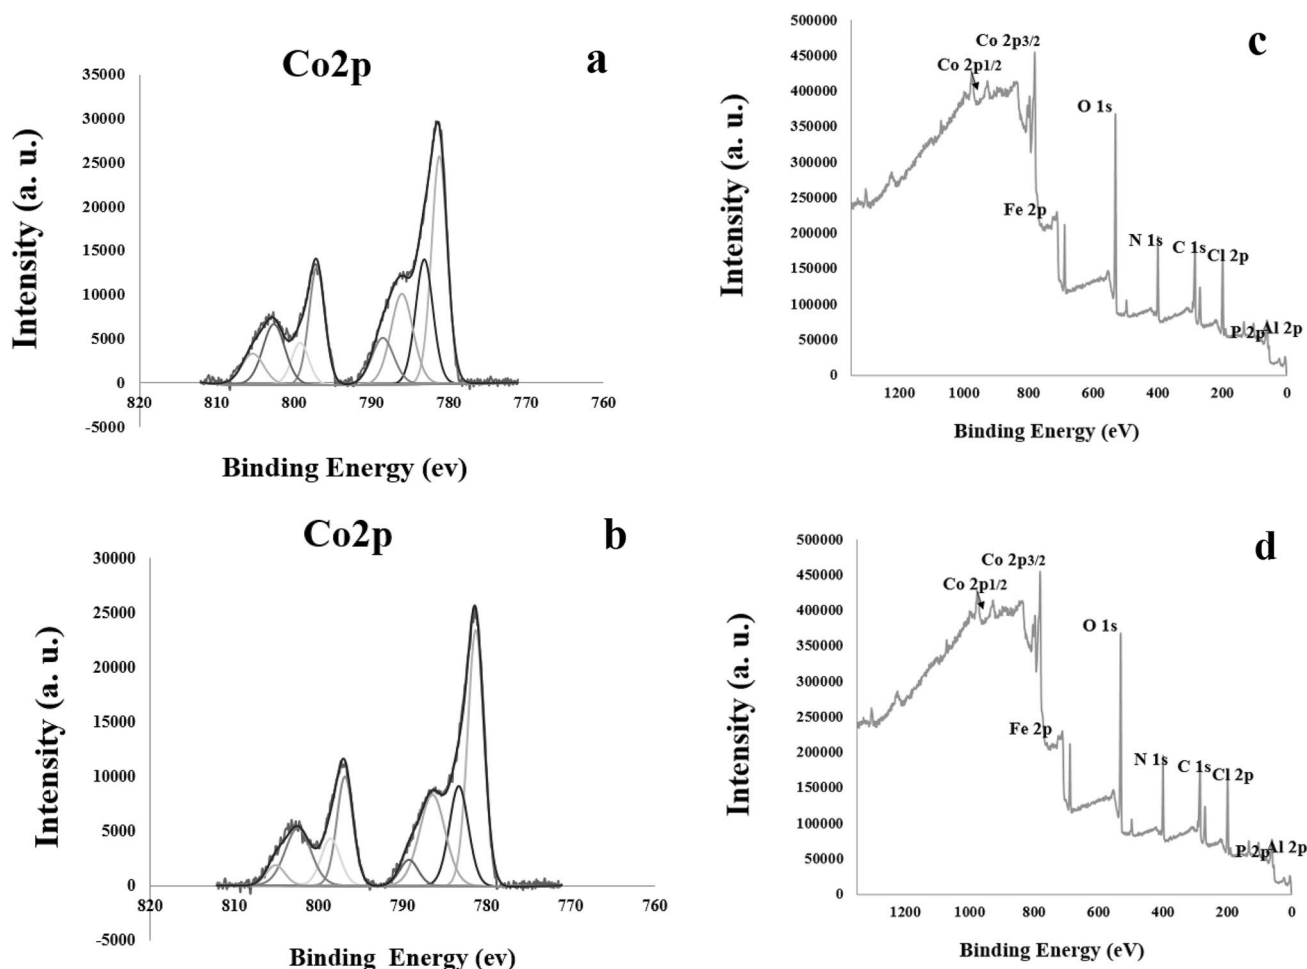 Co2p
a
35000
30000
25000
20000
15000
10000
5000
0
-5000
820
810
800
790
780
770
760
Intensity (a. u.)
Binding Energy (ev)
c
500000
450000
400000
350000
300000
250000
200000
150000
100000
50000
0
Co 2p3/2
Co 2p1/2
O 1s
Fe 2p
N 1s
C 1s
Cl 2p
P 2p
Al 2p
1200
1000
800
600
400
200
0
Intensity (a. u.)
Binding Energy (eV)
Co2p
b
30000
25000
20000
15000
10000
5000
0
-5000
820
810
800
790
780
770
760
Intensity (a. u.)
Binding Energy (ev)
d
500000
450000
400000
350000
300000
250000
200000
150000
100000
50000
0
Co 2p3/2
Co 2p1/2
O 1s
Fe 2p
N 1s
C 1s
Cl 2p
P 2p
Al 2p
1200
1000
800
600
400
200
0
Intensity (a. u.)
Binding Energy (eV)